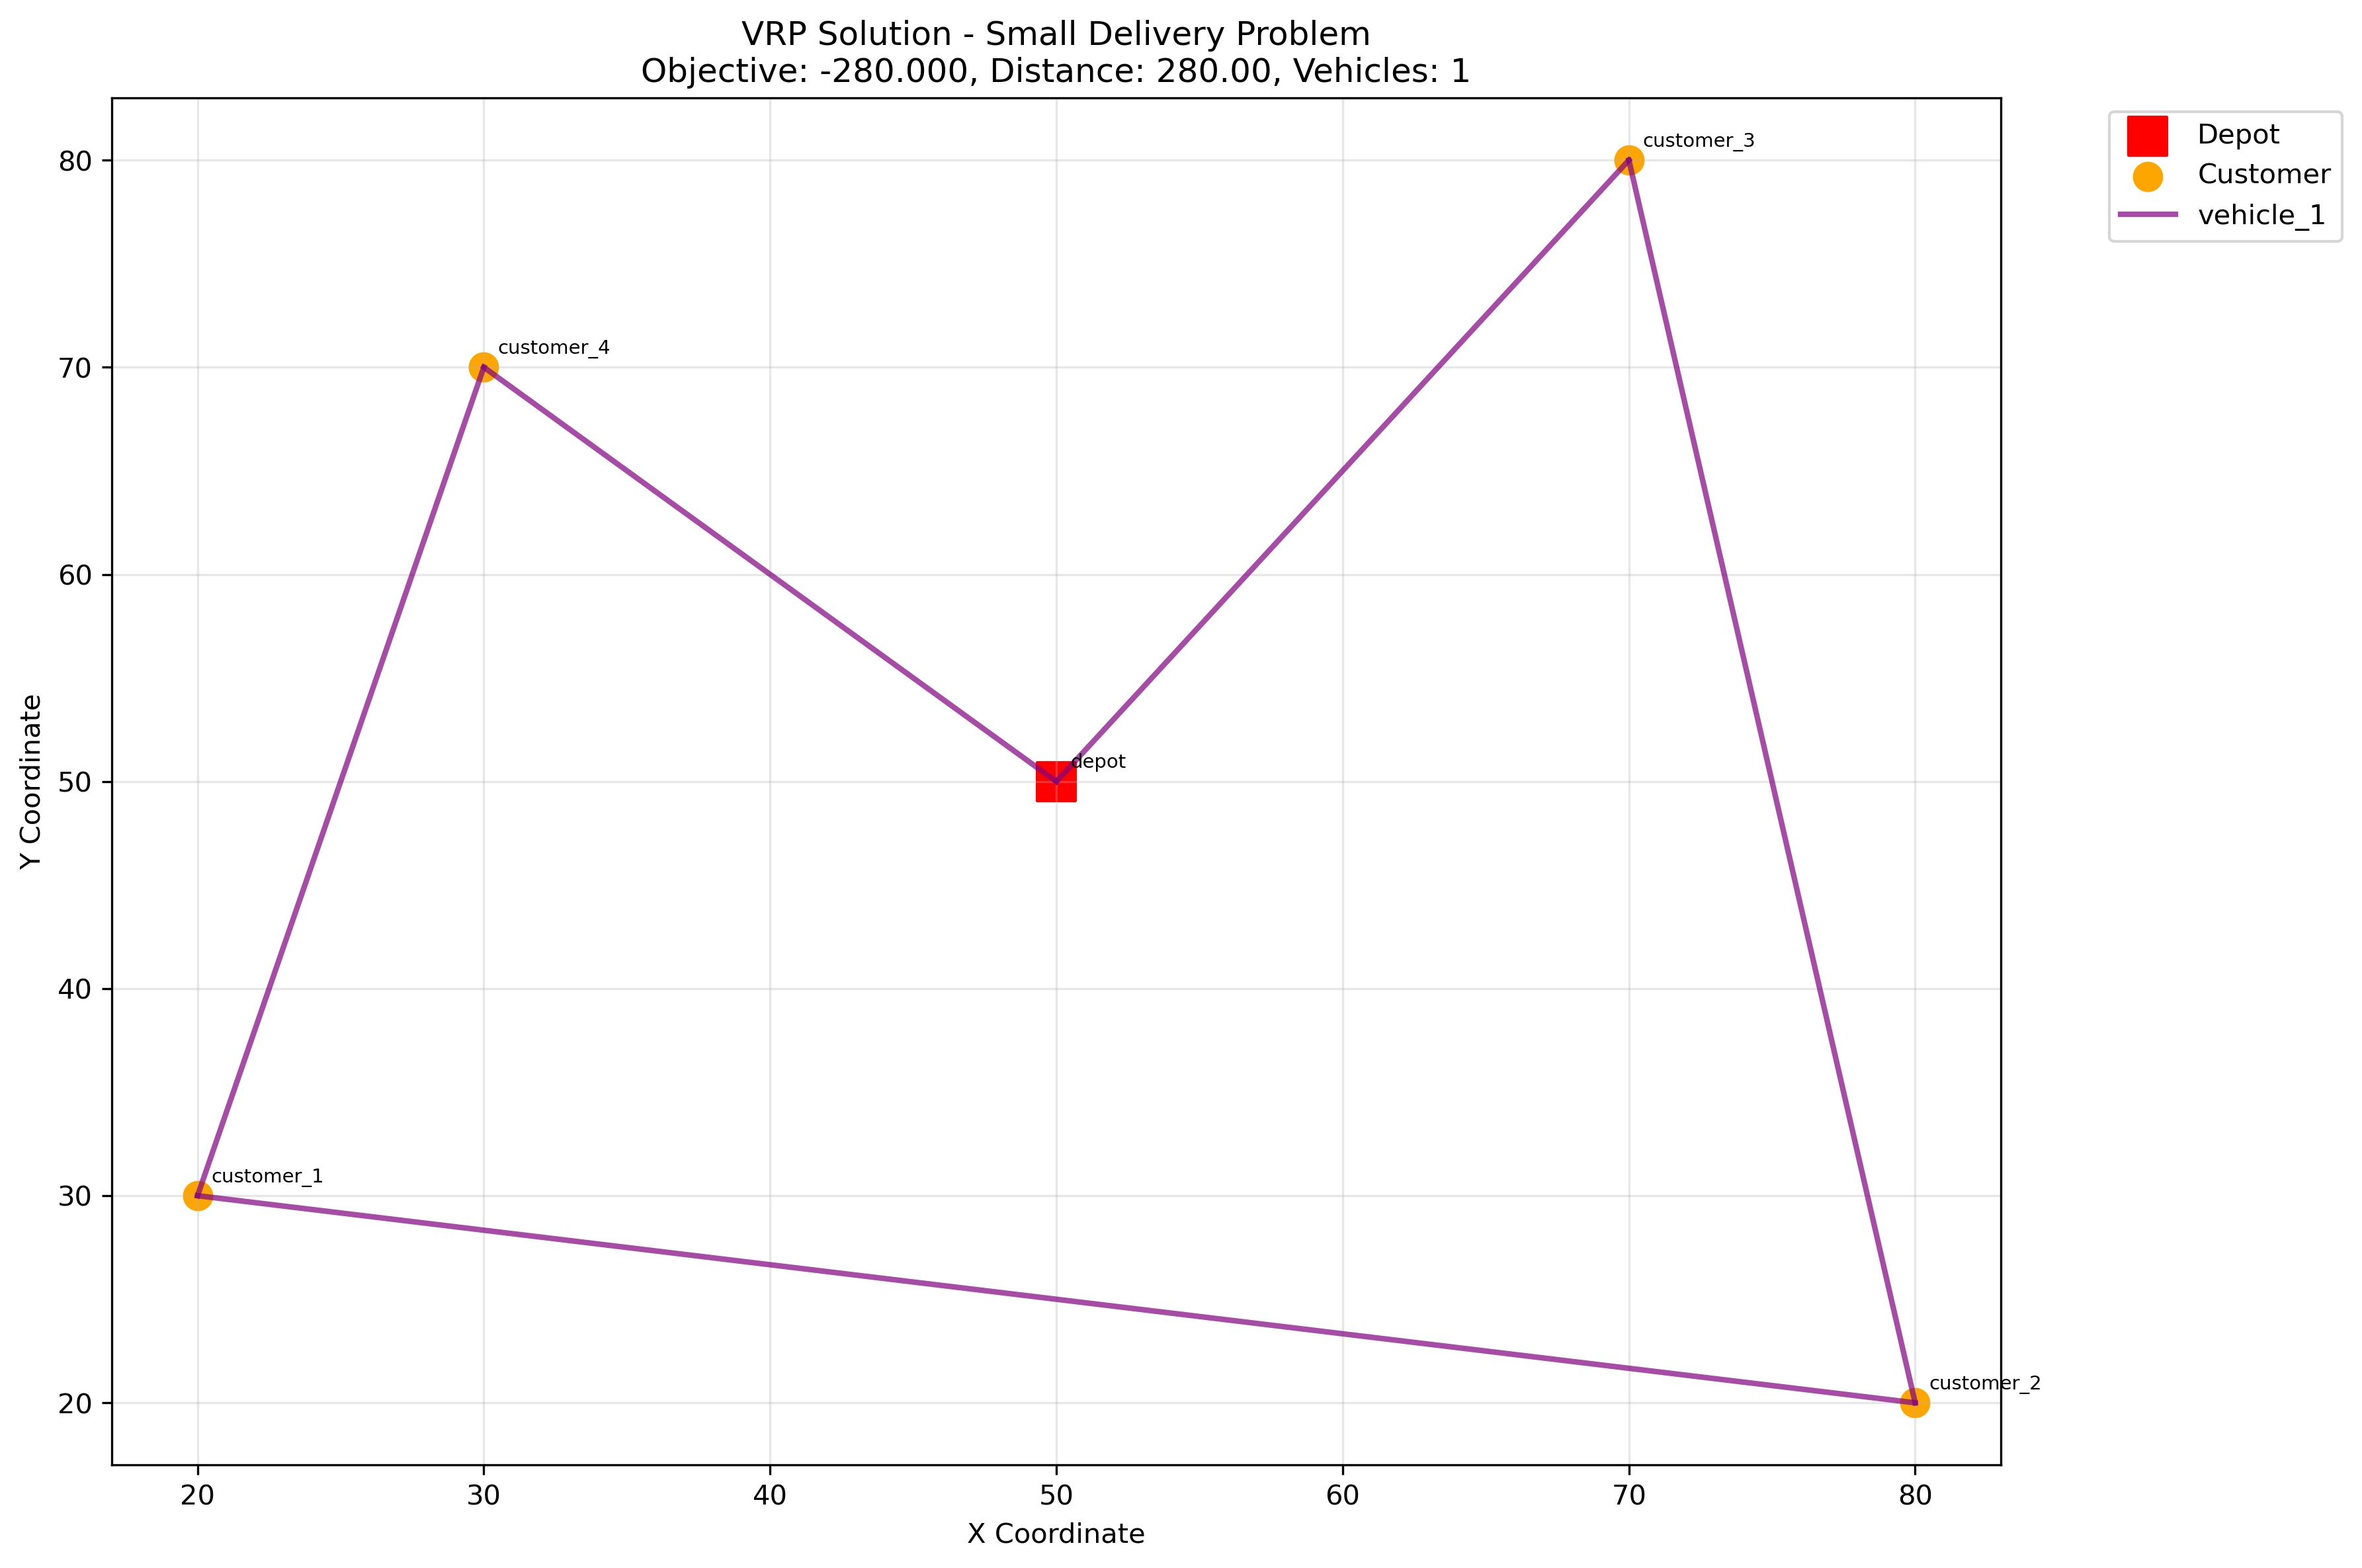 VRP Solution - Small Delivery Problem
Objective: -280.000, Distance: 280.00, Vehicles: 1
Depot
Customer
vehicle_1
customer_3
customer_4
depot
customer_1
customer_2
80
70
60
50
40
30
20
Y Coordinate
20
30
40
50
60
70
80
X Coordinate